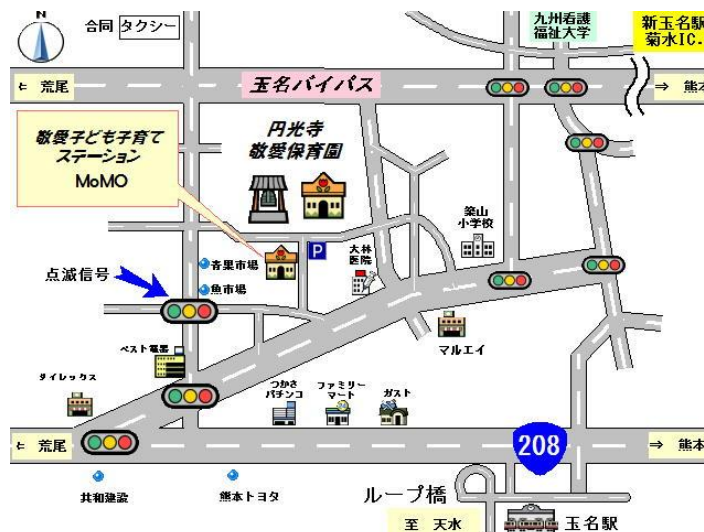 N
合同 タクシー
九州看護
福祉大学
新玉名駅
菊水IC.
← 荒尾
玉名バイパス
⇒ 熊本
敬愛子ども子育て
ステーション
MoMO
円光寺
敬愛保育園
築山
小学校
P
大林
医院
青果市場
魚市場
点滅信号
マルエイ
ベスト電器
ダイレックス
つかさ
パチンコ
ファミリー
マート
ガスト
← 荒尾
208
⇒ 熊本
共和建設
熊本トヨタ
ループ橋
至 天水
玉名駅